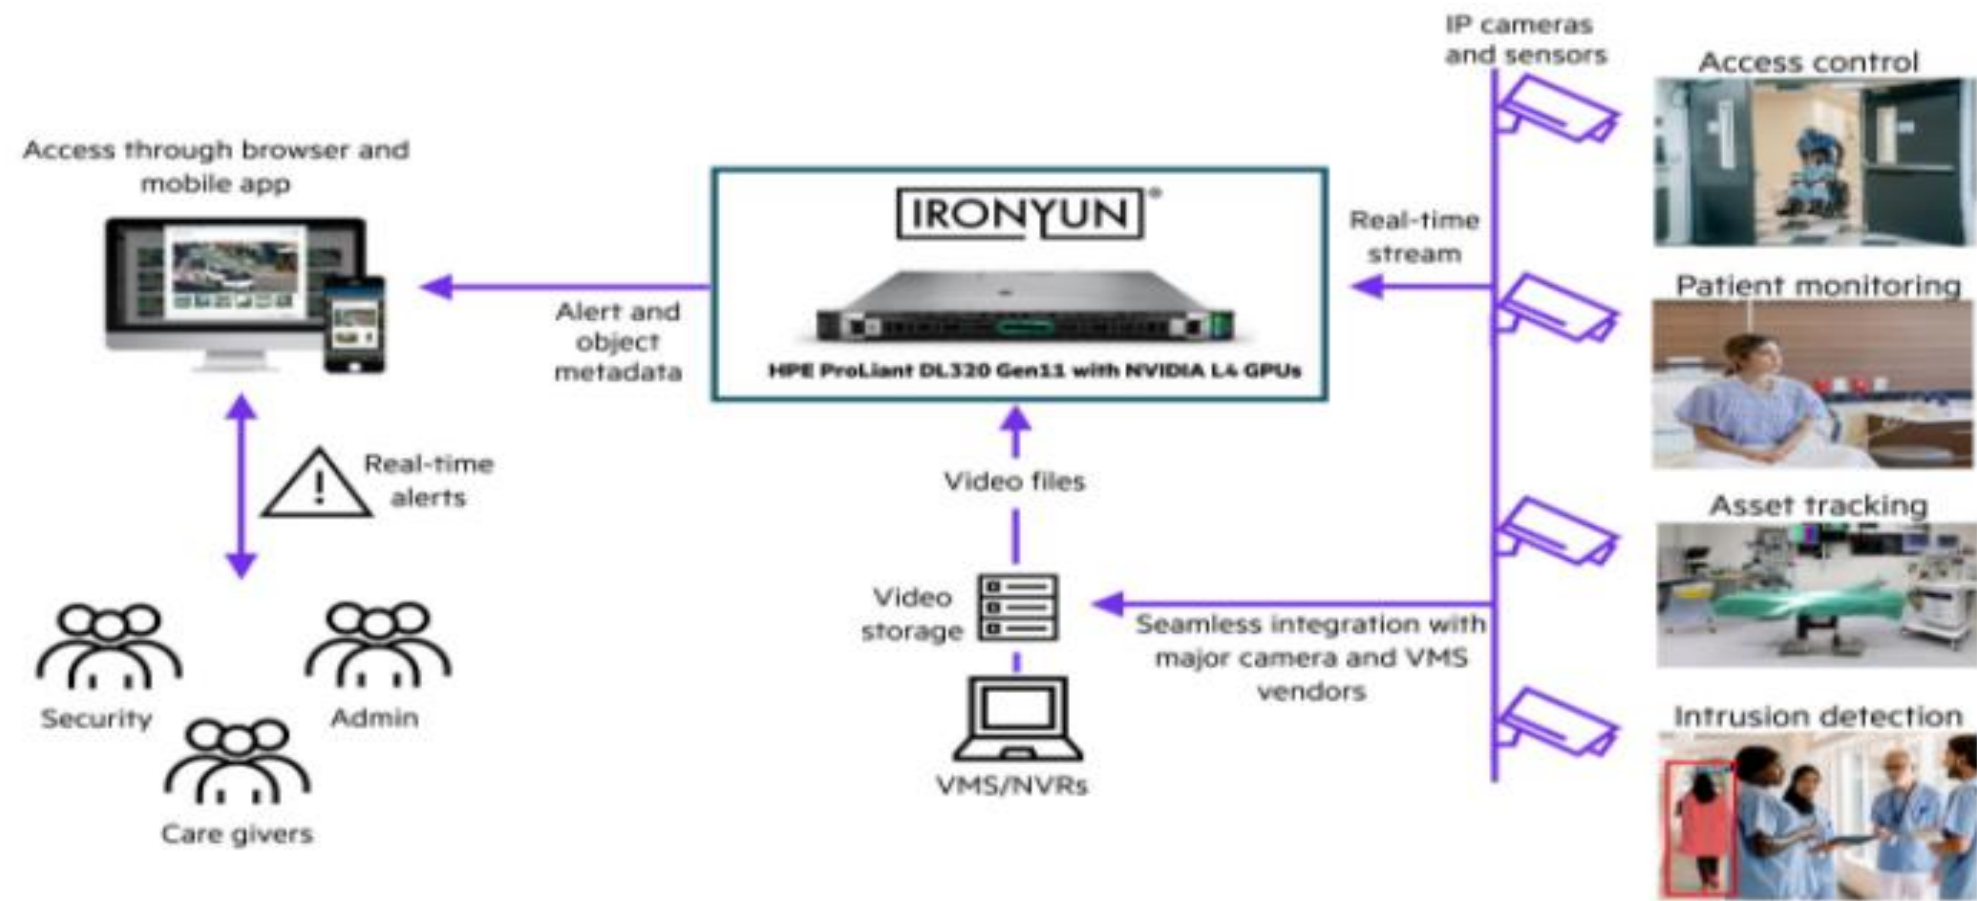 IP cameras
and sensors
Access control
Access through browser and
mobile app
IRONYUN®
Real-time
stream
Patient monitoring
Alert and
object
metadata
HPE ProLiant DL320 Gen11 with NVIDIA L4 GPUs
Real-time
alerts
Video files
Asset tracking
Video
storage
Seamless integration with
major camera and VMS
vendors
Security
Admin
Intrusion detection
VMS/NVRs
Care givers